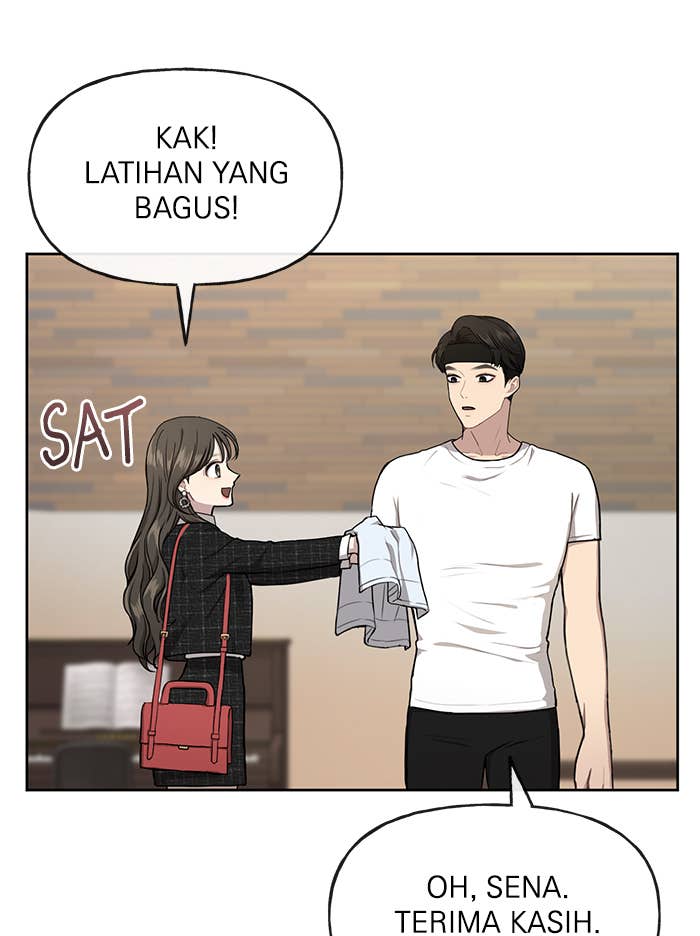 KAK!
LATIHAN YANG
BAGUS!
SAT
OH, SENA.
TERIMA KASIH.